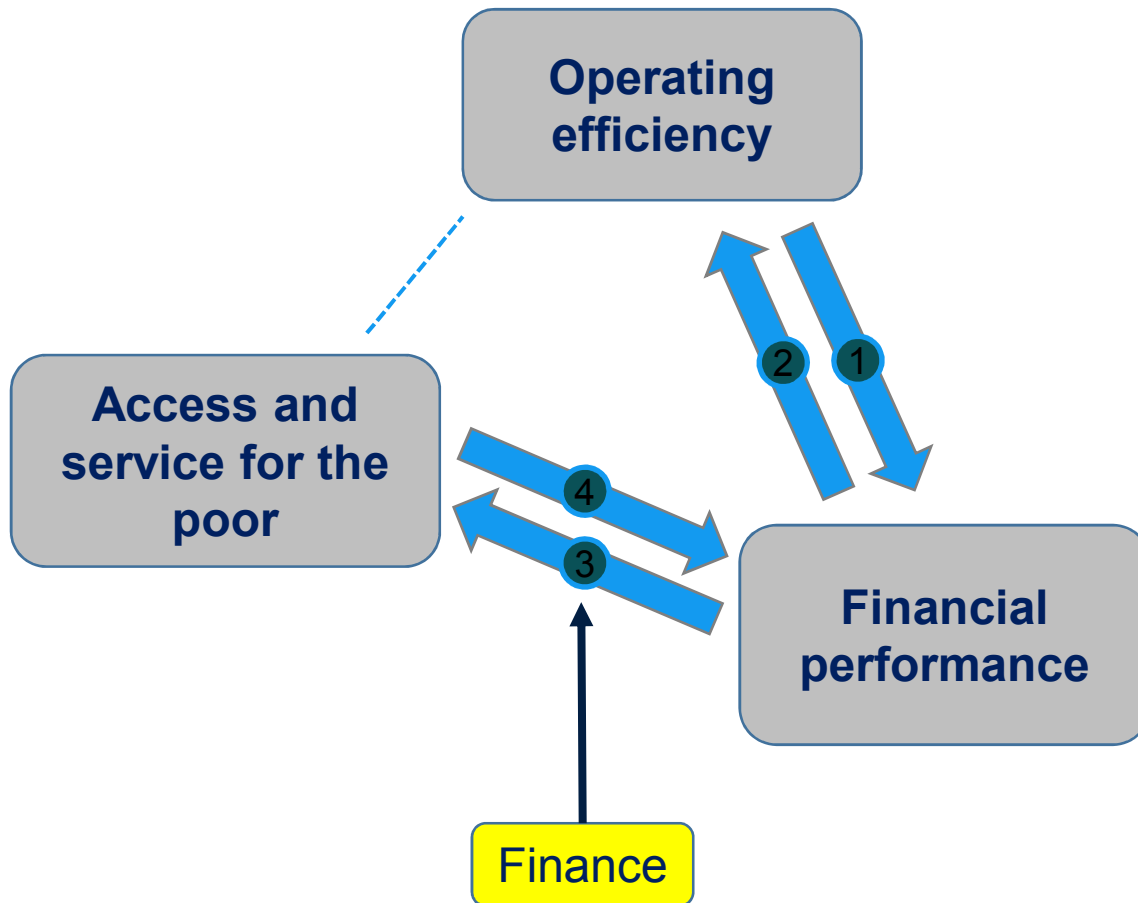 Operating
efficiency
2
1
Access and
service for the
poor
4
3
Financial
performance
Finance